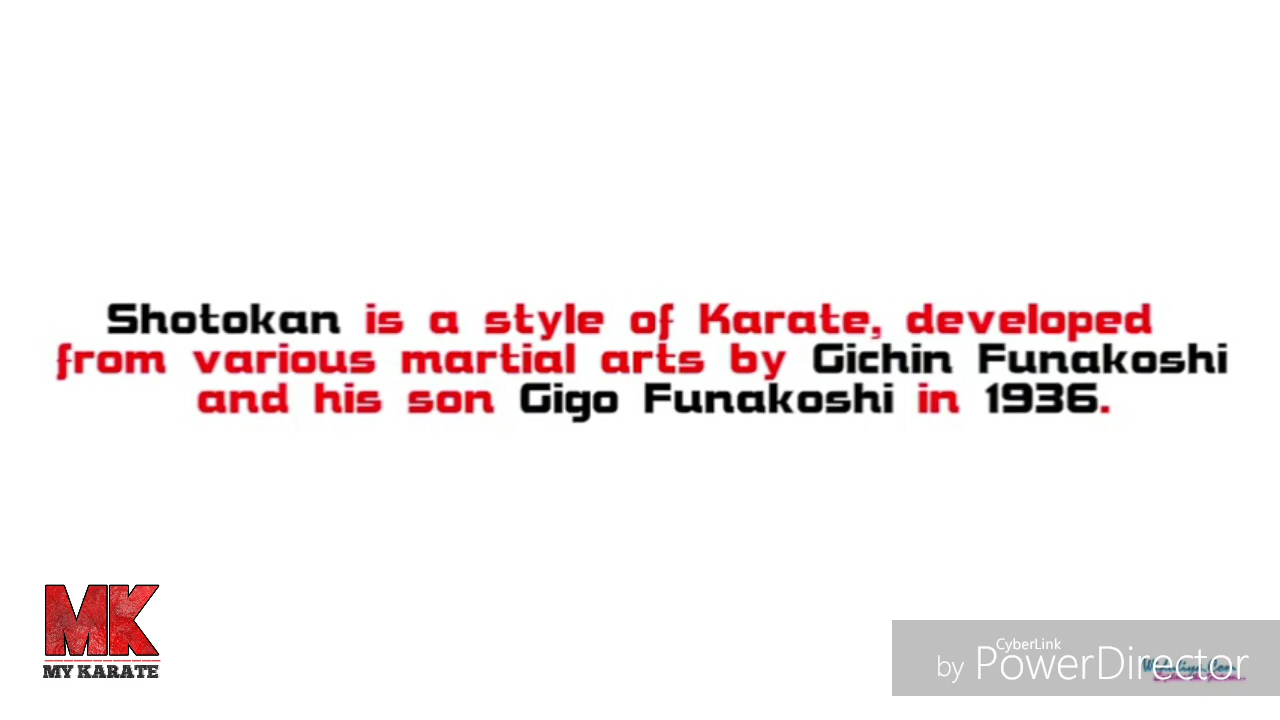 Shotokan is a style of Karate, developed
from various martial arts by Gichin Funakoshi
and his son Gigo Funakoshi in 1936.
MK
MY KARATE
CyberLink
by PowerDirector